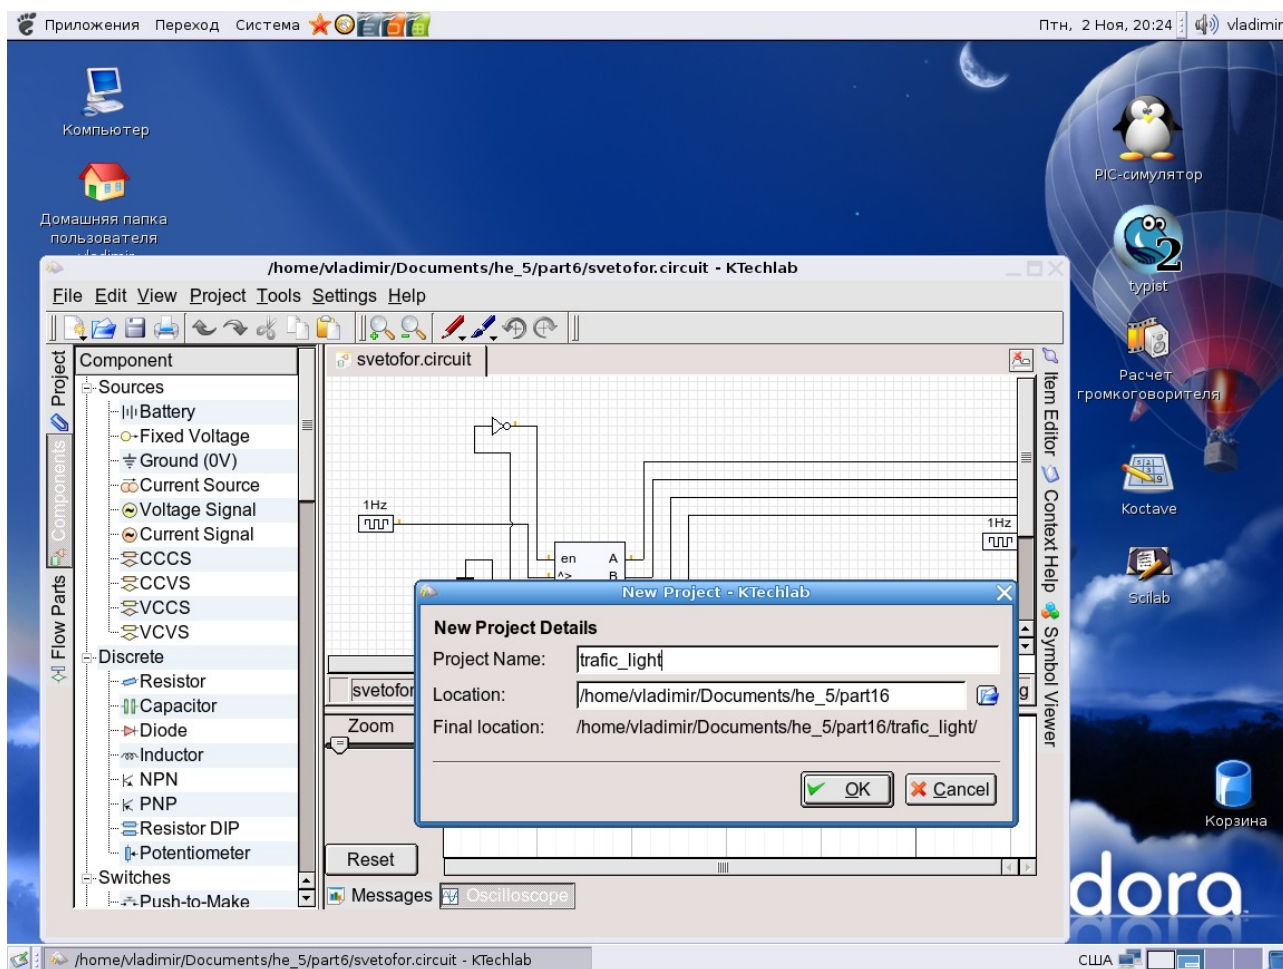 Приложения Переход Система
Птн, 2 Ноя, 20:24
vladimir
Компьютер
Домашняя папка
пользователя
PIC-симулятор
2
typist
Расчет
громкоговорителя
Koctave
Scilab
Корзина
dora
/home/vladimir/Documents/he_5/part6/svetofor.circuit - KTechlab
File Edit View Project Tools Settings Help
Project
Components
Flow Parts
Component
Sources
Battery
Fixed Voltage
Ground (0V)
Current Source
Voltage Signal
Current Signal
CCCS
CCVS
VCCS
VCVS
Discrete
Resistor
Capacitor
Diode
Inductor
NPN
PNP
Resistor DIP
Potentiometer
Switches
Push-to-Make
svetofor.circuit
1Hz
en A
^> B
1Hz
Item Editor
Context Help
Symbol Viewer
svetofor
g
Zoom
Reset
Messages
Oscilloscope
New Project - KTechlab
New Project Details
Project Name: trafic_light
Location: /home/vladimir/Documents/he_5/part16
Final location: /home/vladimir/Documents/he_5/part16/trafic_light/
OK
Cancel
/home/vladimir/Documents/he_5/part6/svetofor.circuit - KTechlab
США